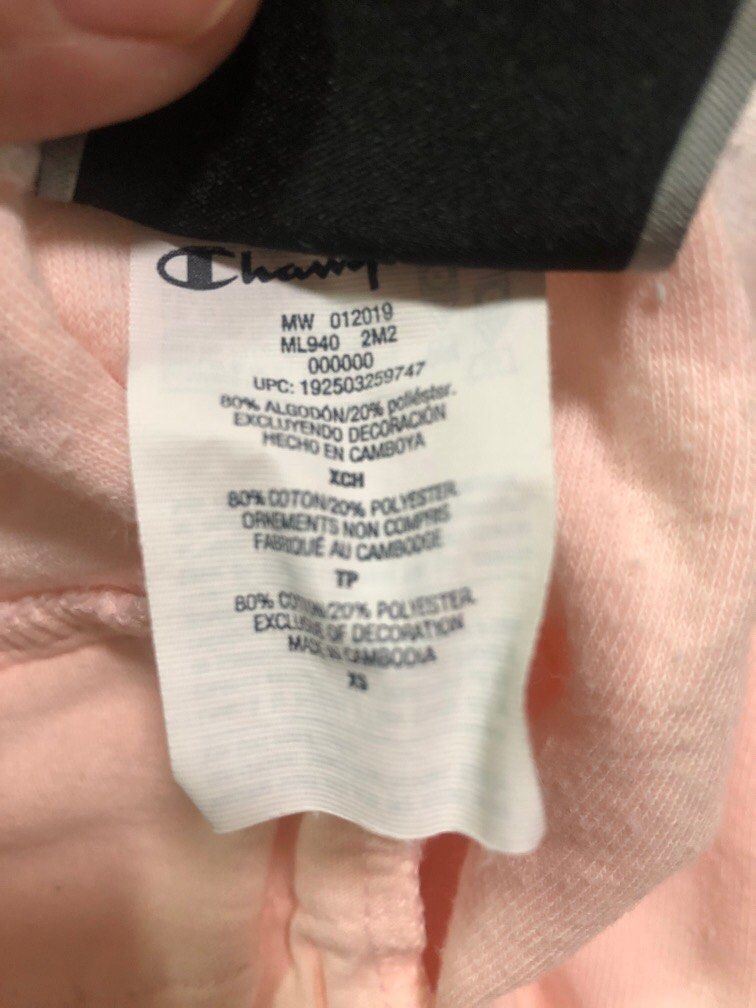 Champ
MW 012019
ML940 2M2
000000
UPC: 192503259747
80% ALGODÓN/20% poliéster.
EXCLUYENDO DECORACIÓN
HECHO EN CAMBOYA
XCH
80% COTON/20% POLYESTER
ORNEMENTS NON COMPRIS
FABRIQUÉ AU CAMBODGE
TP
80% COTTON/20% POLYESTER
EXCLUSIVE OF DECORATION
MADE IN CAMBODIA
XS